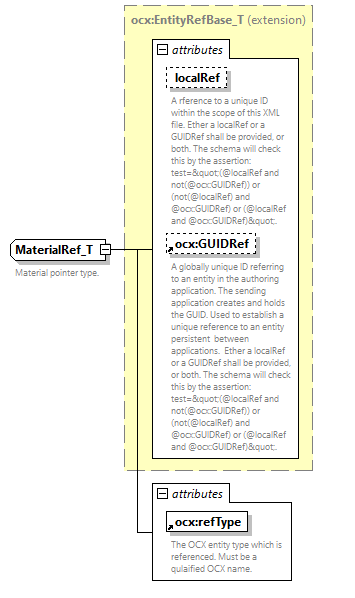 ocx:EntityRefBase_T (extension)
attributes
localRef
A rference to a unique ID
within the scope of this XML
file. Ether a localRef or a
GUIDRef shall be provided, or
both. The schema will check
this by the assertion:
test=&quot;(@localRef and
not(@ocx:GUIDRef)) or
(not(@localRef) and
@ocx:GUIDRef) or (@localRef
and @ocx:GUIDRef)&quot;.
MaterialRef_T
Material pointer type.
ocx:GUIDRef
A globally unique ID referring
to an entity in the authoring
application. The sending
application creates and holds
the GUID. Used to establish a
unique reference to an entity
persistent  between
applications.  Ether a localRef
or a GUIDRef shall be provided,
or both. The schema will check
this by the assertion:
test=&quot;(@localRef and
not(@ocx:GUIDRef)) or
(not(@localRef) and
@ocx:GUIDRef) or (@localRef
and @ocx:GUIDRef)&quot;.
attributes
ocx:refType
The OCX entity type which is
referenced. Must be a
qulaified OCX name.